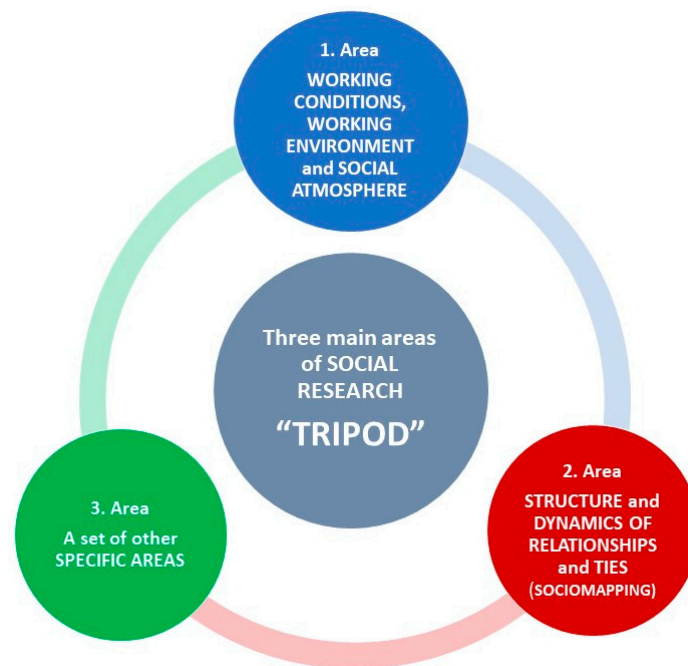 1. Area
WORKING
CONDITIONS,
WORKING
ENVIRONMENT
and SOCIAL
ATMOSPHERE
Three main areas
of SOCIAL
RESEARCH
“TRIPOD”
2. Area
STRUCTURE and
DYNAMICS OF
RELATIONSHIPS
and TIES
(SOCIOMAPPING)
3. Area
A set of other
SPECIFIC AREAS